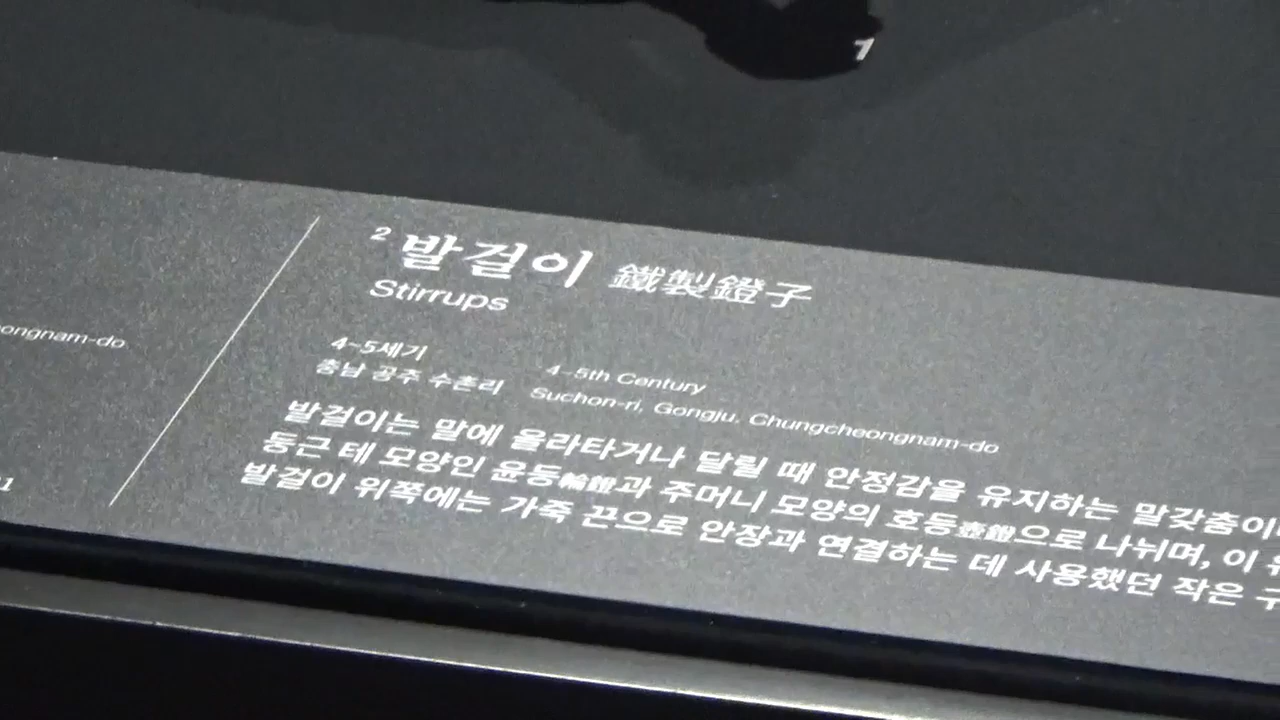 1
2 발걸이 鐵製鐙子
Stirrups
4~5세기
충남 공주 수촌리
4-5th Century
Suchon-ri, Gongju, Chungcheongnam-do
발걸이는 말에 올라타거나 달릴 때 안정감을 유지하는 말갖춤이
둥근 테 모양인 윤등輪鐙과 주머니 모양의 호등壺鐙으로 나뉘며, 이
발걸이 위쪽에는 가죽 끈으로 안장과 연결하는 데 사용했던 작은 구
ongnam-do